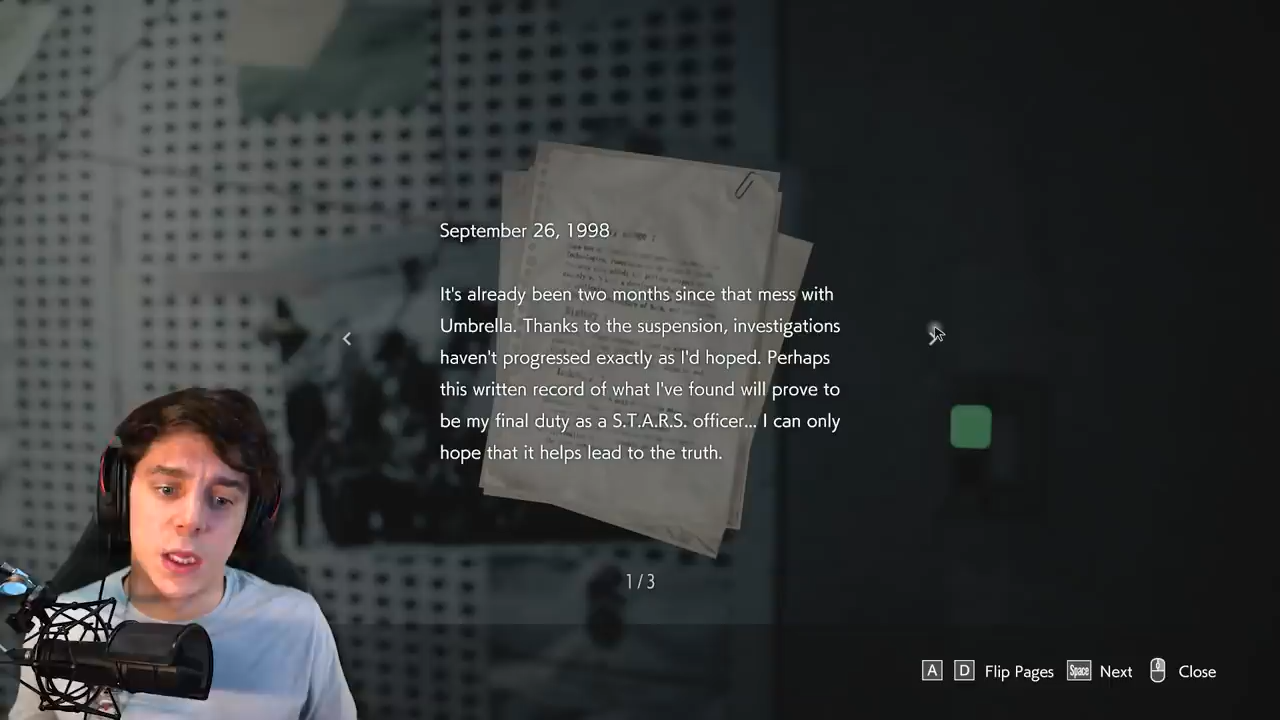 September 26, 1998
It's already been two months since that mess with
Umbrella. Thanks to the suspension, investigations
haven't progressed exactly as I'd hoped. Perhaps
this written record of what I've found will prove to
be my final duty as a S.T.A.R.S. officer... I can only
hope that it helps lead to the truth.
1/3
A D Flip Pages Space Next Close